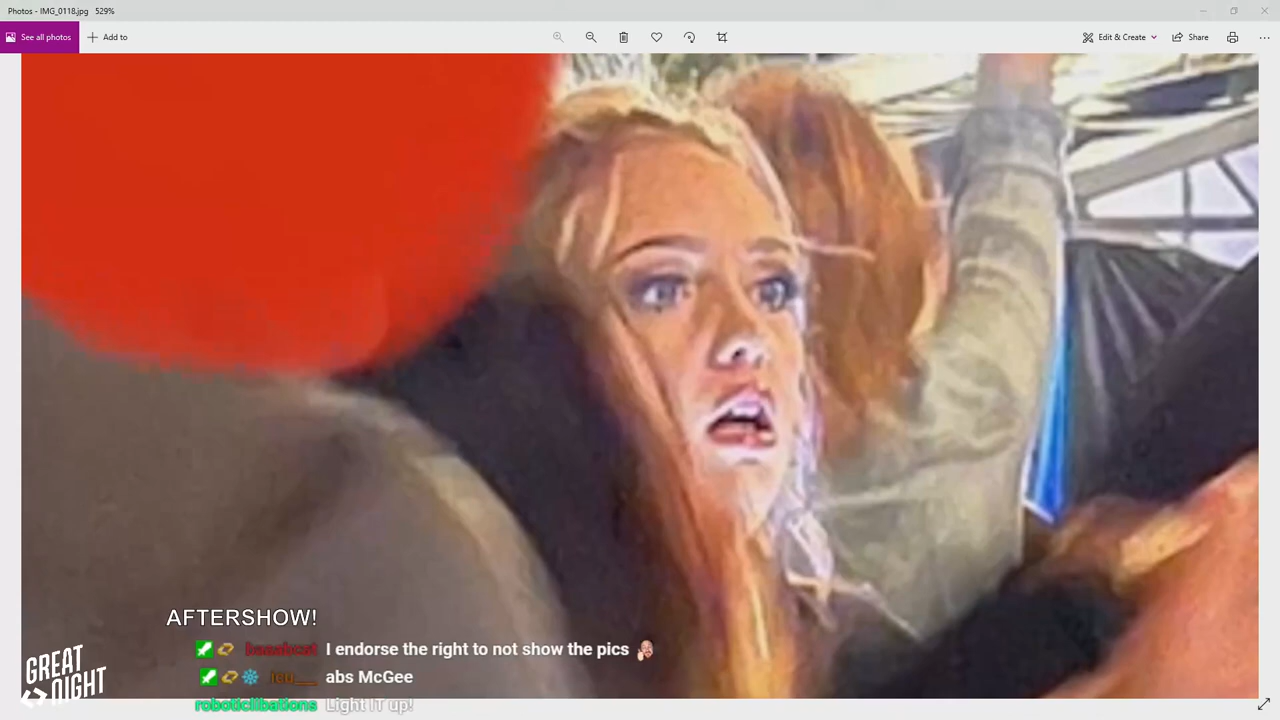 Photos - IMG_0118.jpg 529%
See all photos
Add to
Edit & Create
Share
AFTERSHOW!
I endorse the right to not show the pics
icu__ abs McGee
roboticlibations Light IT up!
GREAT
NIGHT